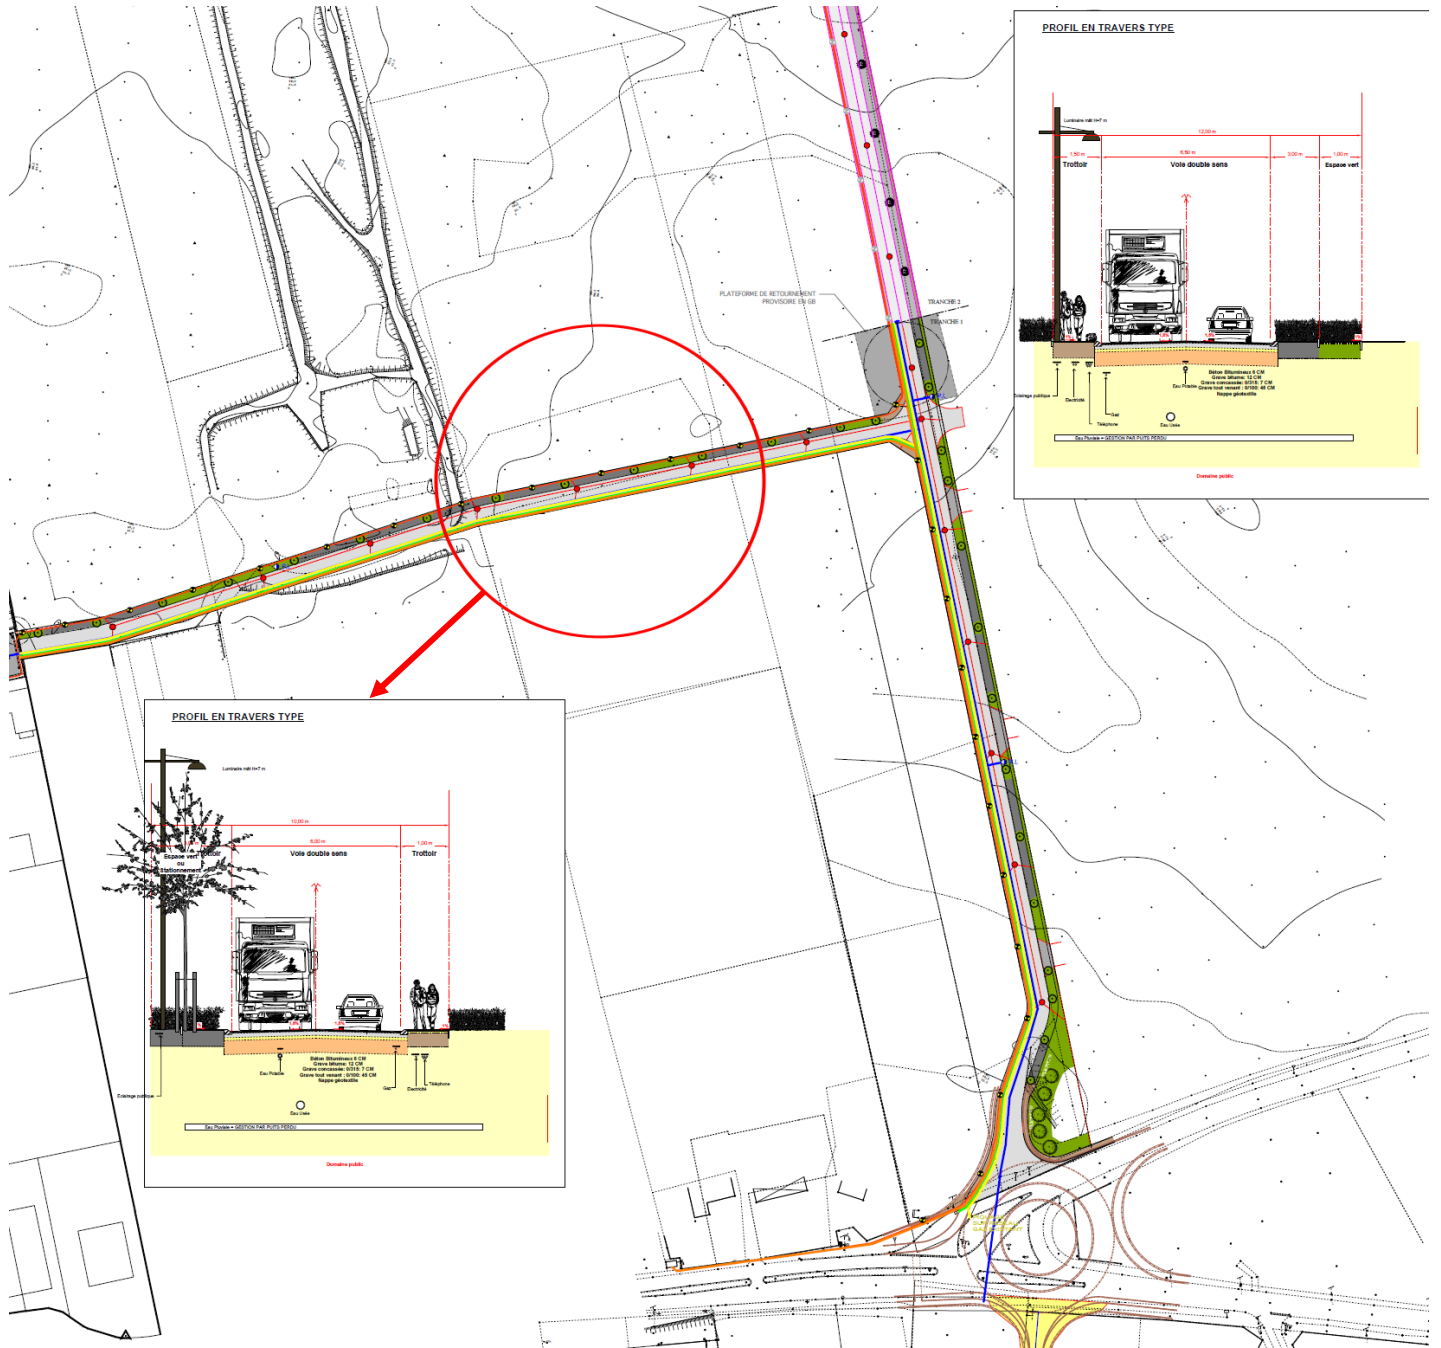 PROFIL EN TRAVERS TYPE
Luminaire mât H=7 m
12,00 m
1,50 m
6,50 m
3,00 m
1,00 m
Trottoir
Voie double sens
Espace vert
Eau Potable
Béton Bitumineux 6 CM
Grave bitume: 12 CM
Grave concassée: 0/315: 7 CM
Grave tout venant : 0/100: 45 CM
Nappe géotextile
Eclairage publique
Electricité
Gaz
Téléphone
Eau Usée
Eau Pluviale = GESTION PAR PUITS PERDU
Domaine public
PLATEFORME DE RETOURNEMENT
PROVISOIRE EN GB
TRANCHE 2
TRANCHE 1
PROFIL EN TRAVERS TYPE
Luminaire mât H=7 m
10,00 m
6,00 m
1,00 m
Espace vert
ou
Stationnement
Trottoir
Voie double sens
Trottoir
Béton Bitumineux 6 CM
Grave bitume: 12 CM
Grave concassée: 0/315: 7 CM
Grave tout venant : 0/100: 45 CM
Nappe géotextile
Eau Potable
Gaz
Electricité
Téléphone
Eclairage publique
Eau Usée
Eau Pluviale = GESTION PAR PUITS PERDU
Domaine public